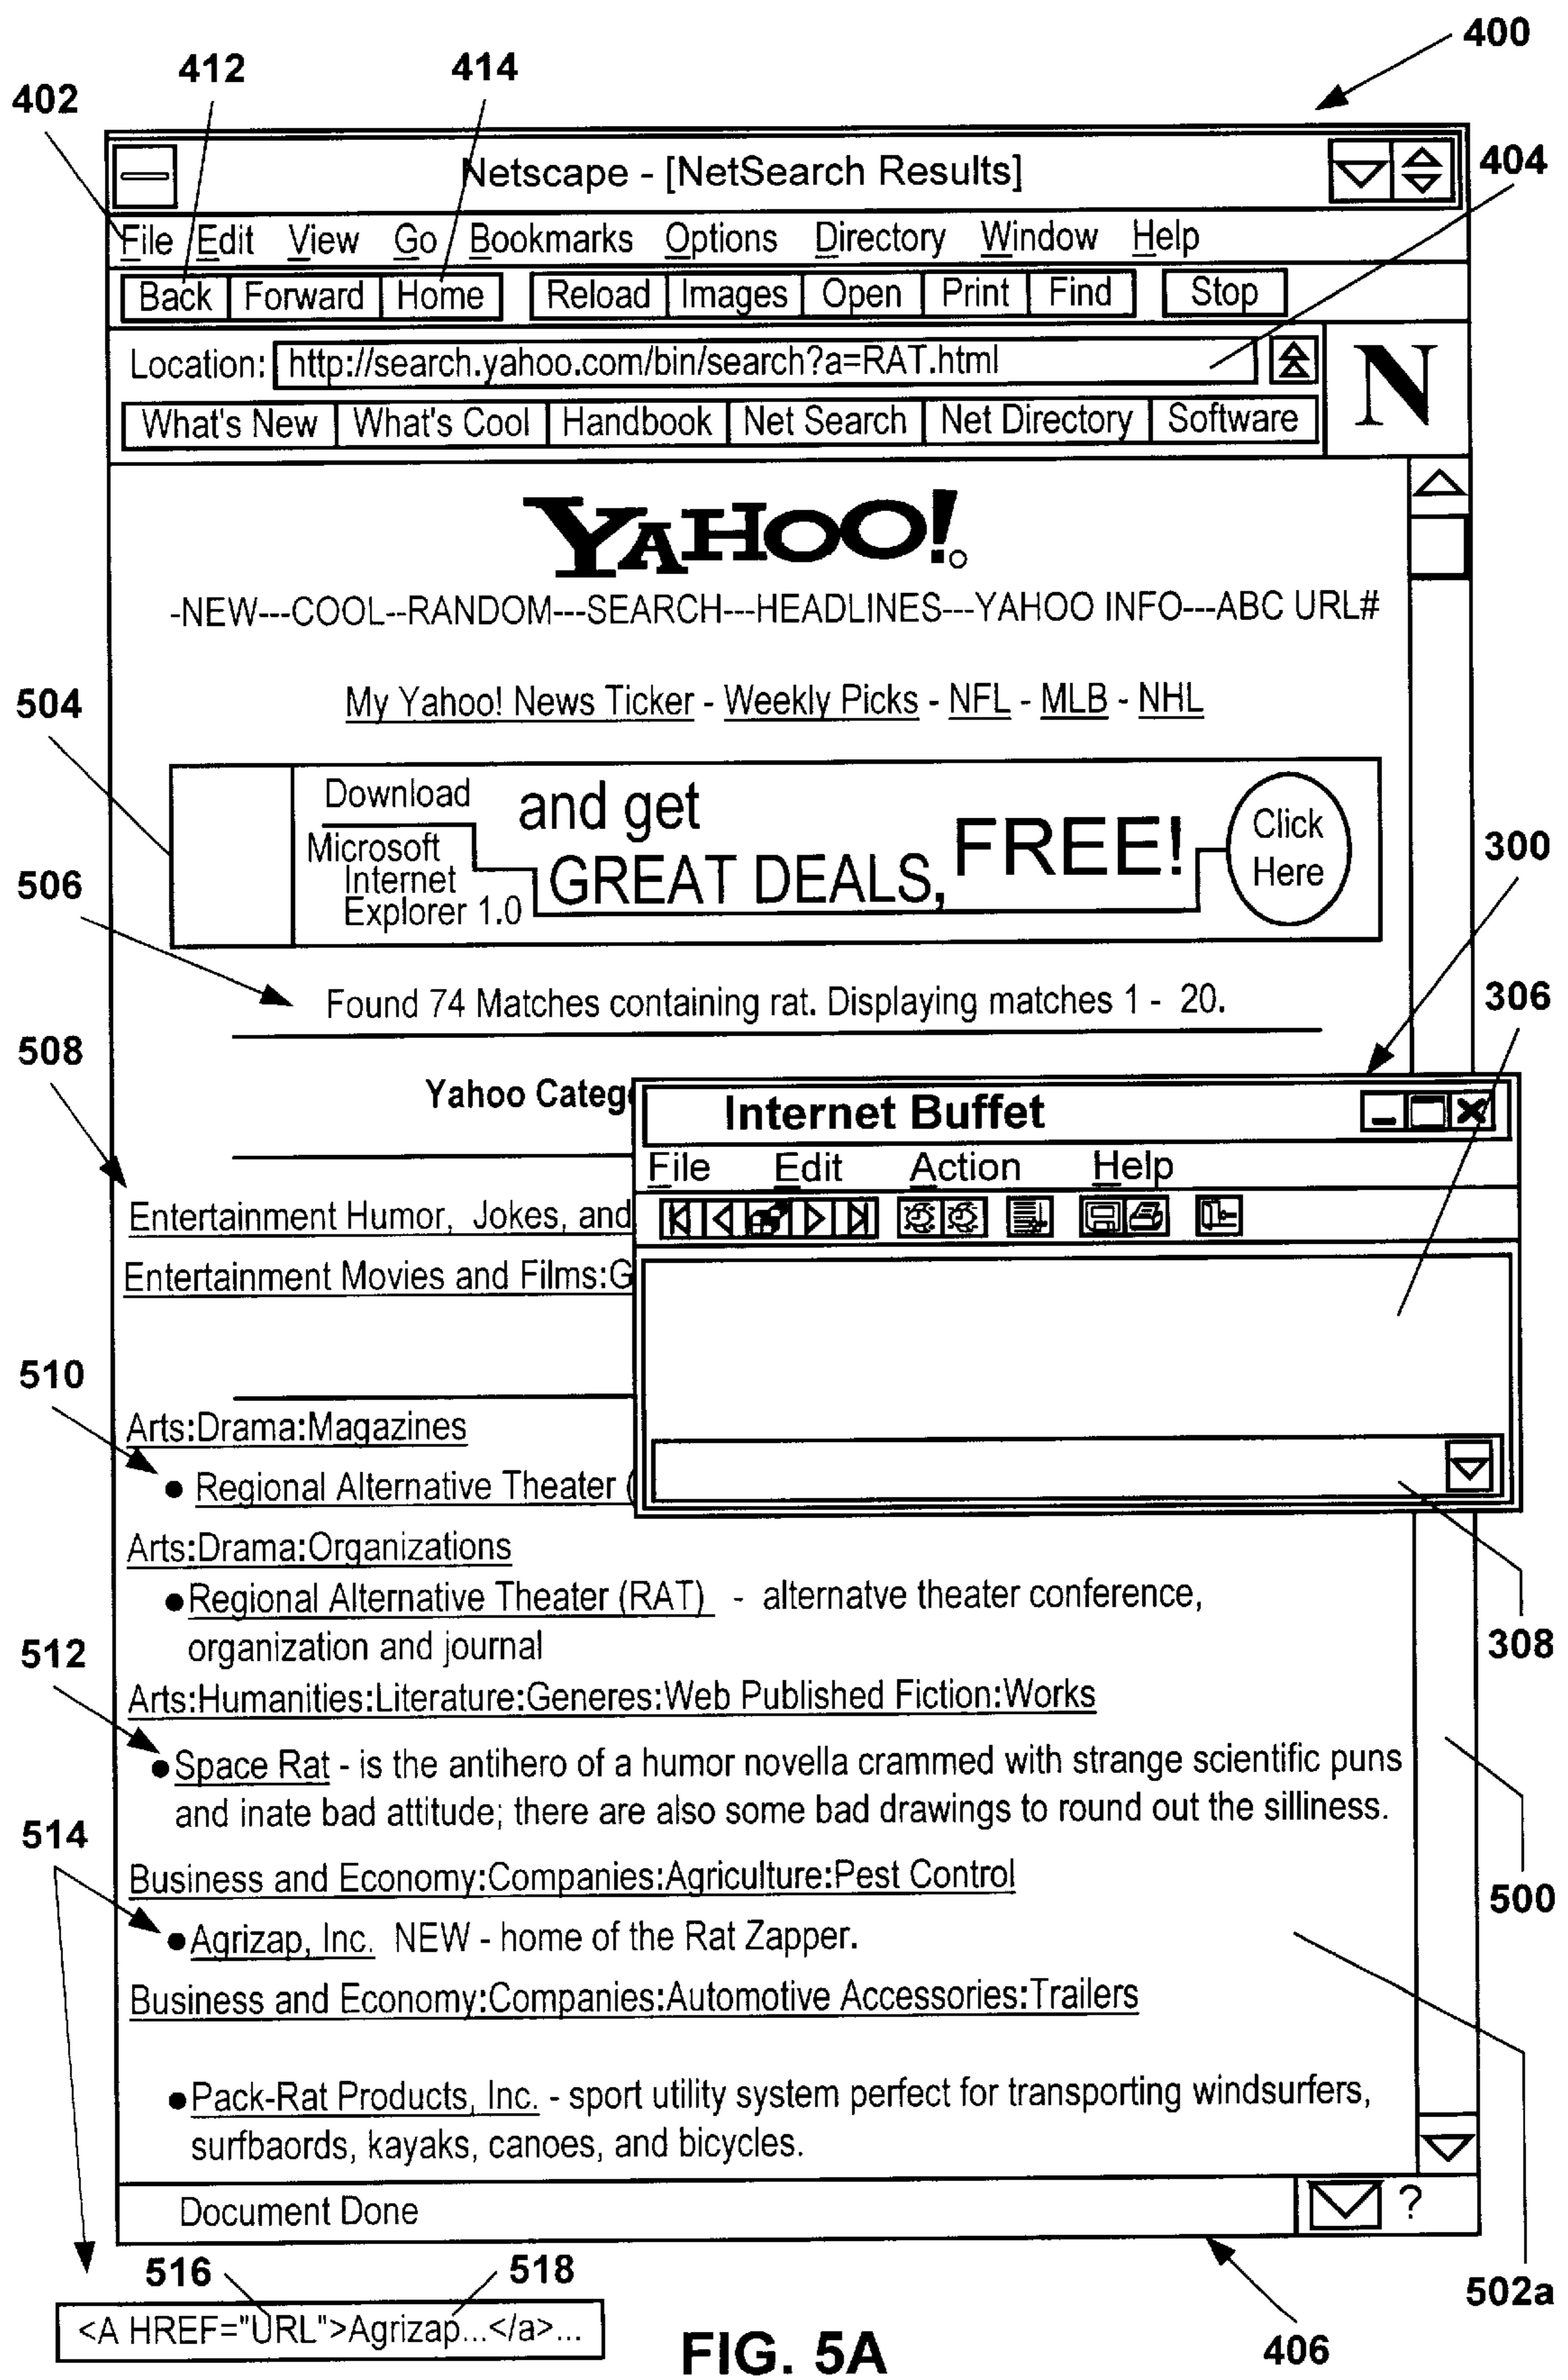 400
412 414
402
Netscape - [NetSearch Results]
404
File Edit View Go Bookmarks Options Directory Window Help
Back Forward Home Reload Images Open Print Find Stop
Location: http://search.yahoo.com/bin/search?a=RAT.html
N
What's New What's Cool Handbook Net Search Net Directory Software
YAHOO!
-NEW---COOL--RANDOM---SEARCH---HEADLINES---YAHOO INFO---ABC URL#
504
My Yahoo! News Ticker - Weekly Picks - NFL - MLB - NHL
Download
Microsoft
Internet
Explorer 1.0
and get
GREAT DEALS, FREE!
Click
Here
300
506
Found 74 Matches containing rat. Displaying matches 1 - 20.
306
508
Yahoo Categ
Internet Buffet
File Edit Action Help
Entertainment Humor, Jokes, and
Entertainment Movies and Films:G
510
Arts:Drama:Magazines
• Regional Alternative Theater (
Arts:Drama:Organizations
• Regional Alternative Theater (RAT) - alternatve theater conference,
organization and journal
308
512
Arts:Humanities:Literature:Generes:Web Published Fiction:Works
• Space Rat - is the antihero of a humor novella crammed with strange scientific puns
and inate bad attitude; there are also some bad drawings to round out the silliness.
514
Business and Economy:Companies:Agriculture:Pest Control
500
• Agrizap, Inc. NEW - home of the Rat Zapper.
Business and Economy:Companies:Automotive Accessories:Trailers
• Pack-Rat Products, Inc. - sport utility system perfect for transporting windsurfers,
surfbaords, kayaks, canoes, and bicycles.
Document Done ?
516 518
502a
<A HREF="URL">Agrizap...</a>...
FIG. 5A
406